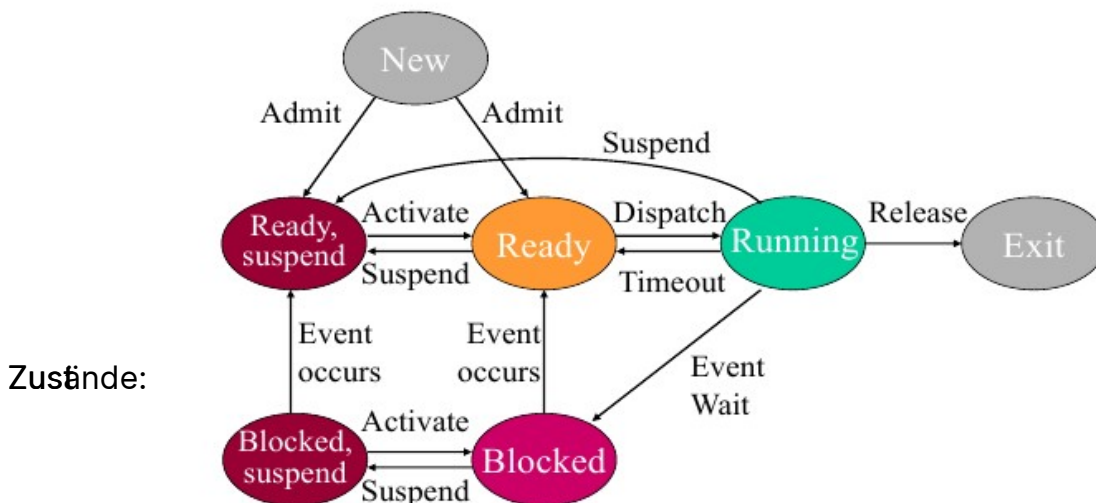 New
Admit
Admit
Suspend
Ready,
suspend
Activate
Suspend
Ready
Dispatch
Timeout
Running
Release
Exit
Event
occurs
Event
occurs
Event
Wait
Zustände:
Blocked,
suspend
Activate
Suspend
Blocked